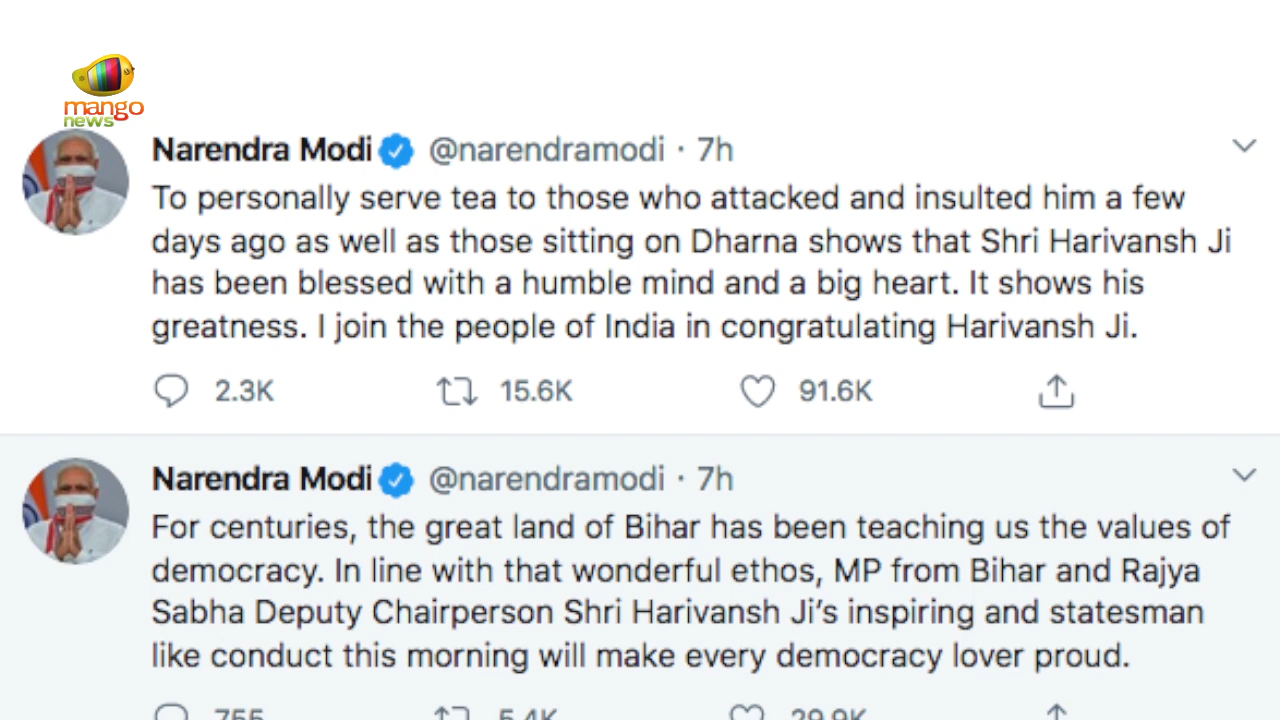 mango
news
Narendra Modi @narendramodi · 7h
To personally serve tea to those who attacked and insulted him a few
days ago as well as those sitting on Dharna shows that Shri Harivansh Ji
has been blessed with a humble mind and a big heart. It shows his
greatness. I join the people of India in congratulating Harivansh Ji.
2.3K 15.6K 91.6K
Narendra Modi @narendramodi · 7h
For centuries, the great land of Bihar has been teaching us the values of
democracy. In line with that wonderful ethos, MP from Bihar and Rajya
Sabha Deputy Chairperson Shri Harivansh Ji’s inspiring and statesman
like conduct this morning will make every democracy lover proud.
755 5.4K 29.9K